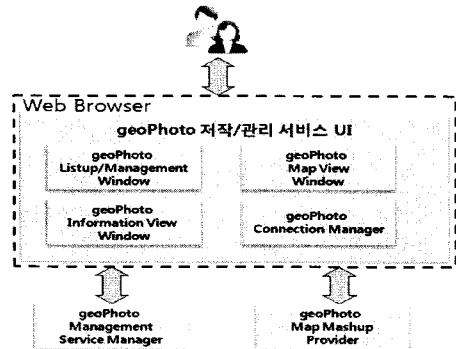 Web Browser
geoPhoto 저작/관리 서비스 UI
geoPhoto
Listup/Management
Window
geoPhoto
Map View
Window
geoPhoto
Information View
Window
geoPhoto
Connection Manager
geoPhoto
Management
Service Manager
geoPhoto
Map Mashup
Provider